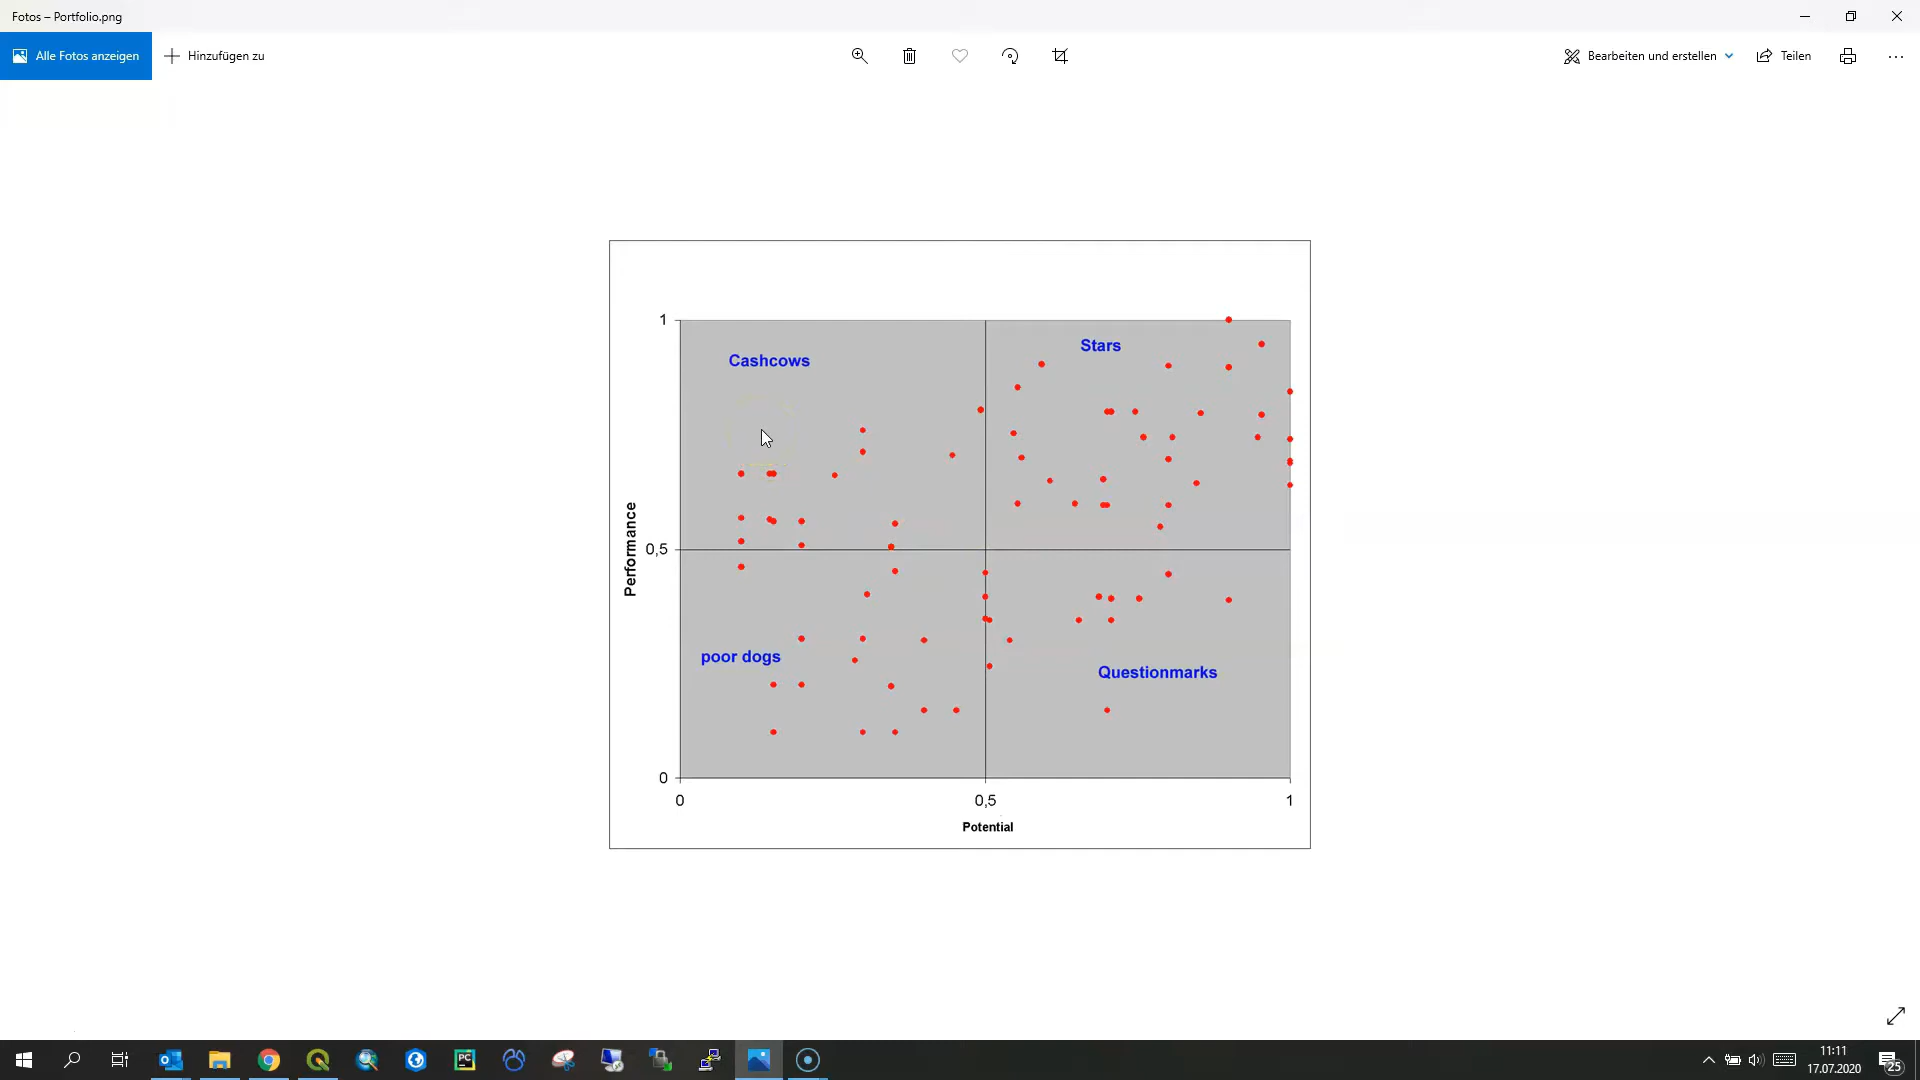 Fotos – Portfolio.png
Alle Fotos anzeigen
Hinzufügen zu
Bearbeiten und erstellen
Teilen
1
Stars
Cashcows
Performance
0,5
poor dogs
Questionmarks
0
0
0,5
1
Potential
PC
11:11
17.07.2020
25